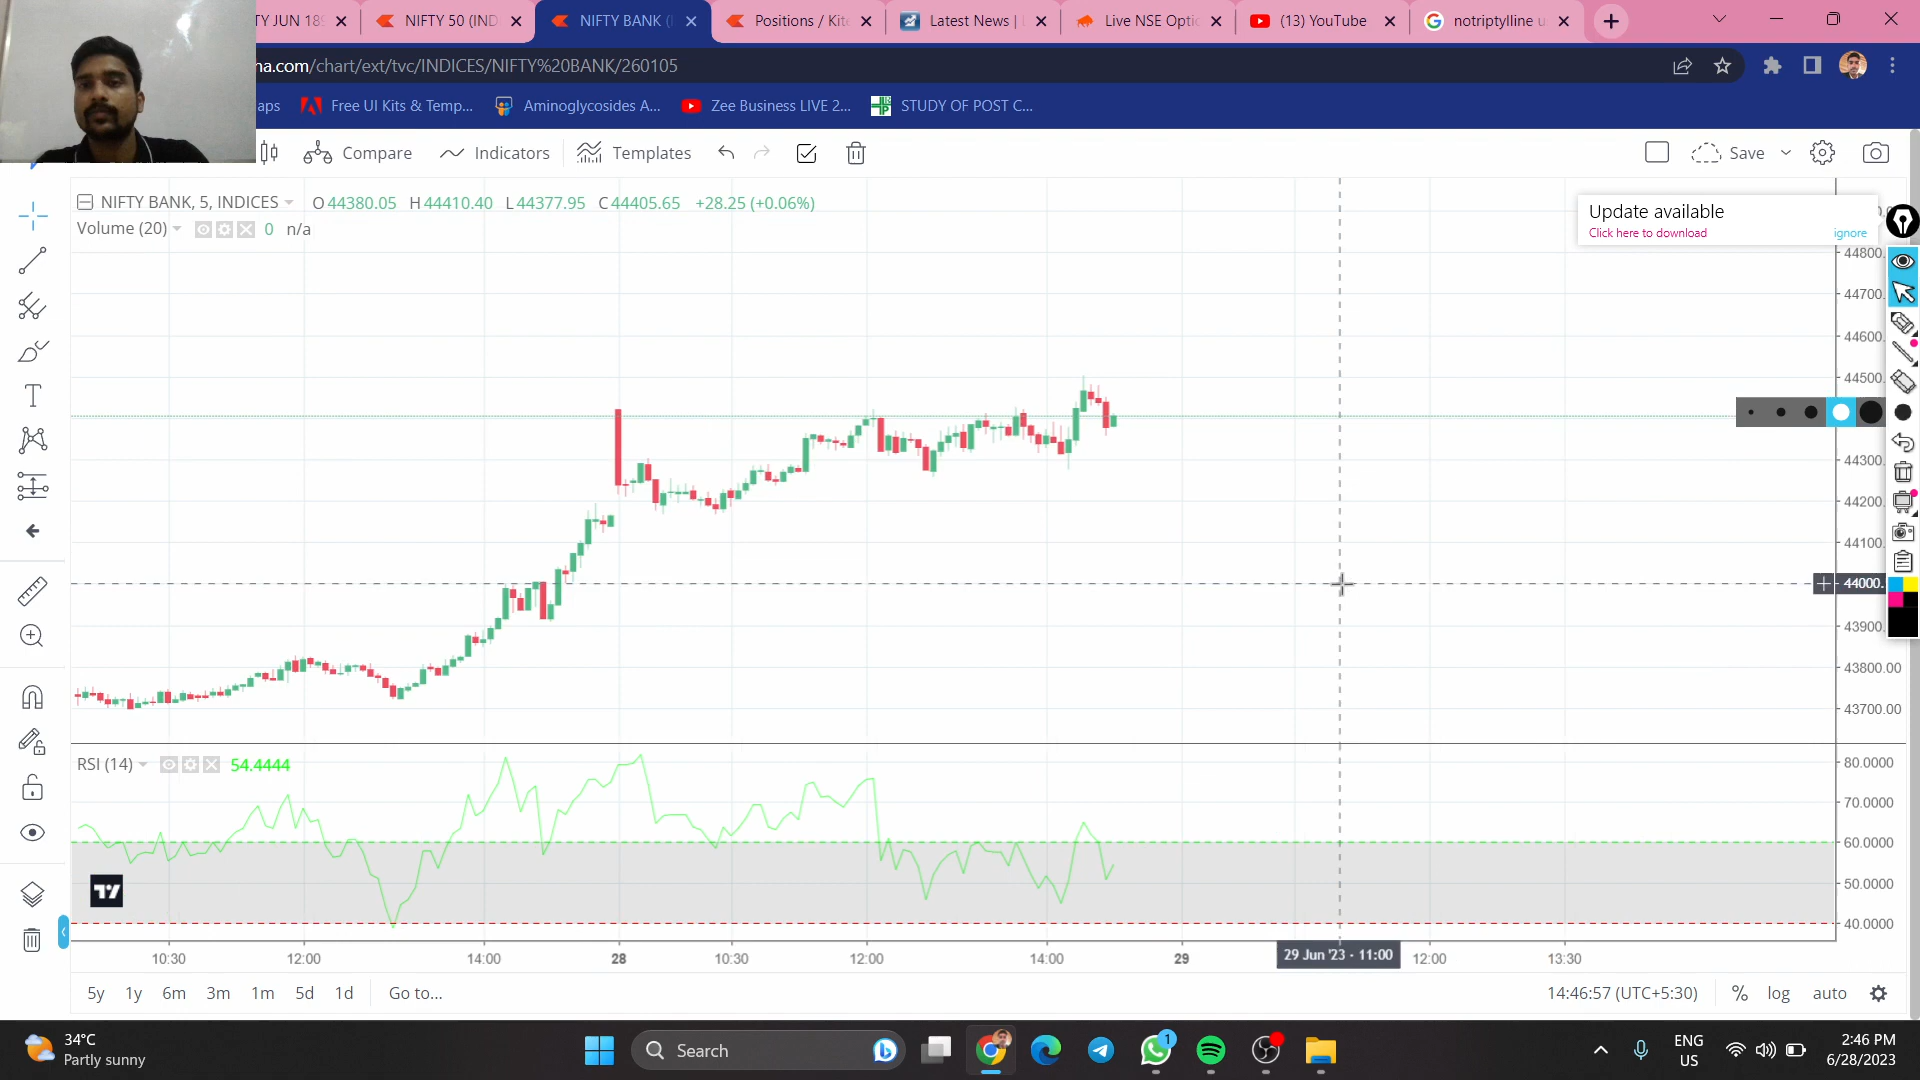 TY JUN 189
NIFTY 50 (IND
NIFTY BANK (I
Positions / Kite
Latest News |
Live NSE Optic
(13) YouTube
notriptylline u
na.com/chart/ext/tvc/INDICES/NIFTY%20BANK/260105
aps
Free UI Kits & Temp...
Aminoglycosides A...
Zee Business LIVE 2...
STUDY OF POST C...
Compare
Indicators
Templates
Save
NIFTY BANK, 5, INDICES
O44380.05 H44410.40 L44377.95 C44405.65 +28.25 (+0.06%)
Volume (20)
0 n/a
Update available
Click here to download
ignore
44800.
44700.
44600.
44500.
44300.
44200.
44100.
44000.
43900.
43800.00
43700.00
RSI (14)
54.4444
80.0000
70.0000
60.0000
50.0000
40.0000
10:30
12:00
14:00
28
10:30
12:00
14:00
29
29 Jun '23 - 11:00
12:00
13:30
5y 1y 6m 3m 1m 5d 1d
Go to...
14:46:57 (UTC+5:30)
% log auto
34°C
Partly sunny
Search
1
ENG
US
2:46 PM
6/28/2023